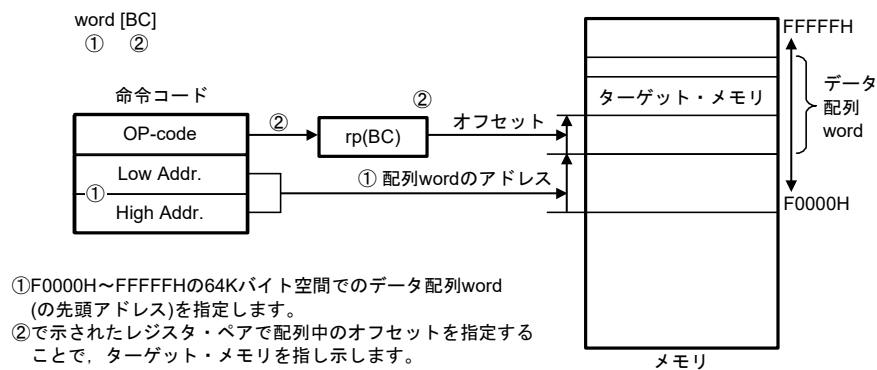 word [BC]
① ②
命令コード
OP-code
Low Addr.
①
High Addr.
②
rp(BC)
②
オフセット
① 配列wordのアドレス
FFFFFH
ターゲット・メモリ
データ
配列
word
F0000H
メモリ
①F0000H～FFFFFHの64Kバイト空間でのデータ配列word
(の先頭アドレス)を指定します。
②で示されたレジスタ・ペアで配列中のオフセットを指定する
ことで，ターゲット・メモリを指し示します。